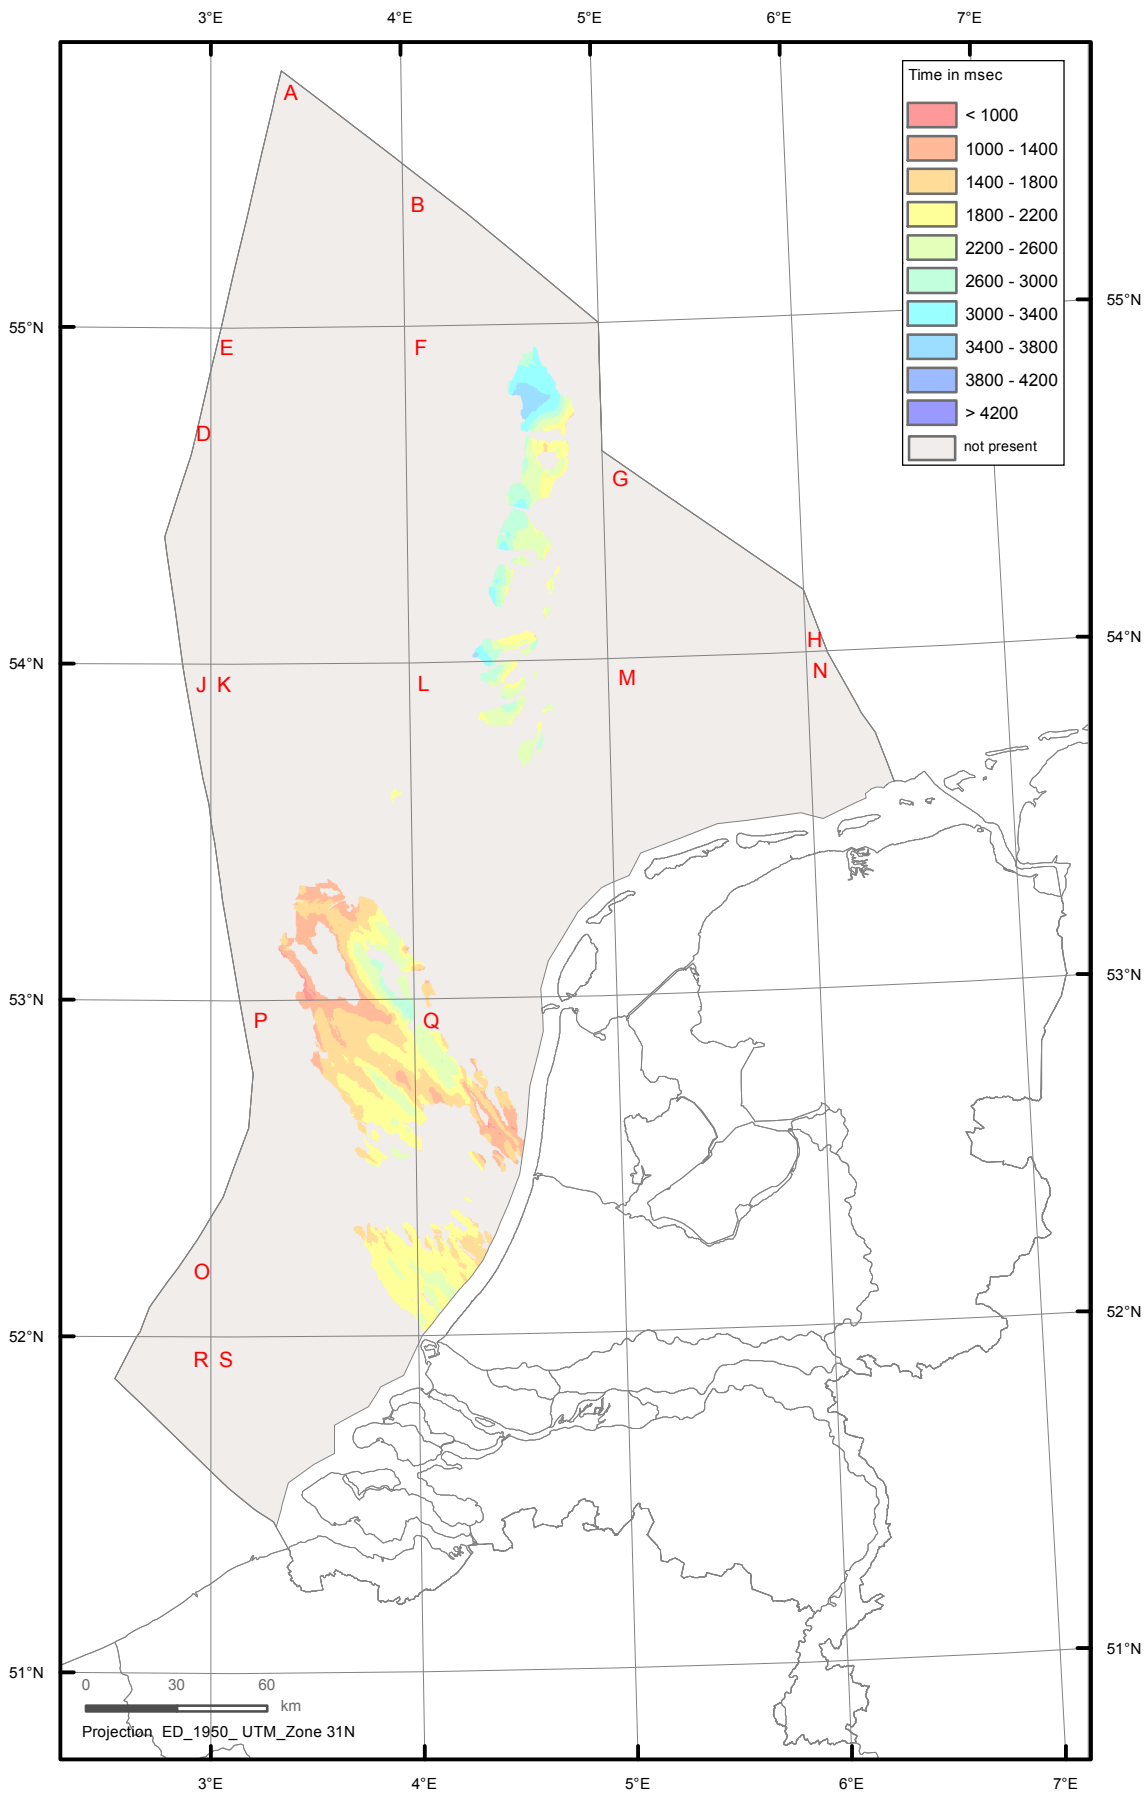 3°E 4°E 5°E 6°E 7°E
Time in msec
< 1000
1000 - 1400
1400 - 1800
1800 - 2200
2200 - 2600
2600 - 3000
3000 - 3400
3400 - 3800
3800 - 4200
> 4200
not present
A
B
55°N 55°N
E F
D
G
H
54°N 54°N
J K L M N
53°N 53°N
P Q
O
52°N 52°N
R S
51°N 51°N
0 30 60
km
Projection ED_1950_ UTM_Zone 31N
3°E 4°E 5°E 6°E 7°E